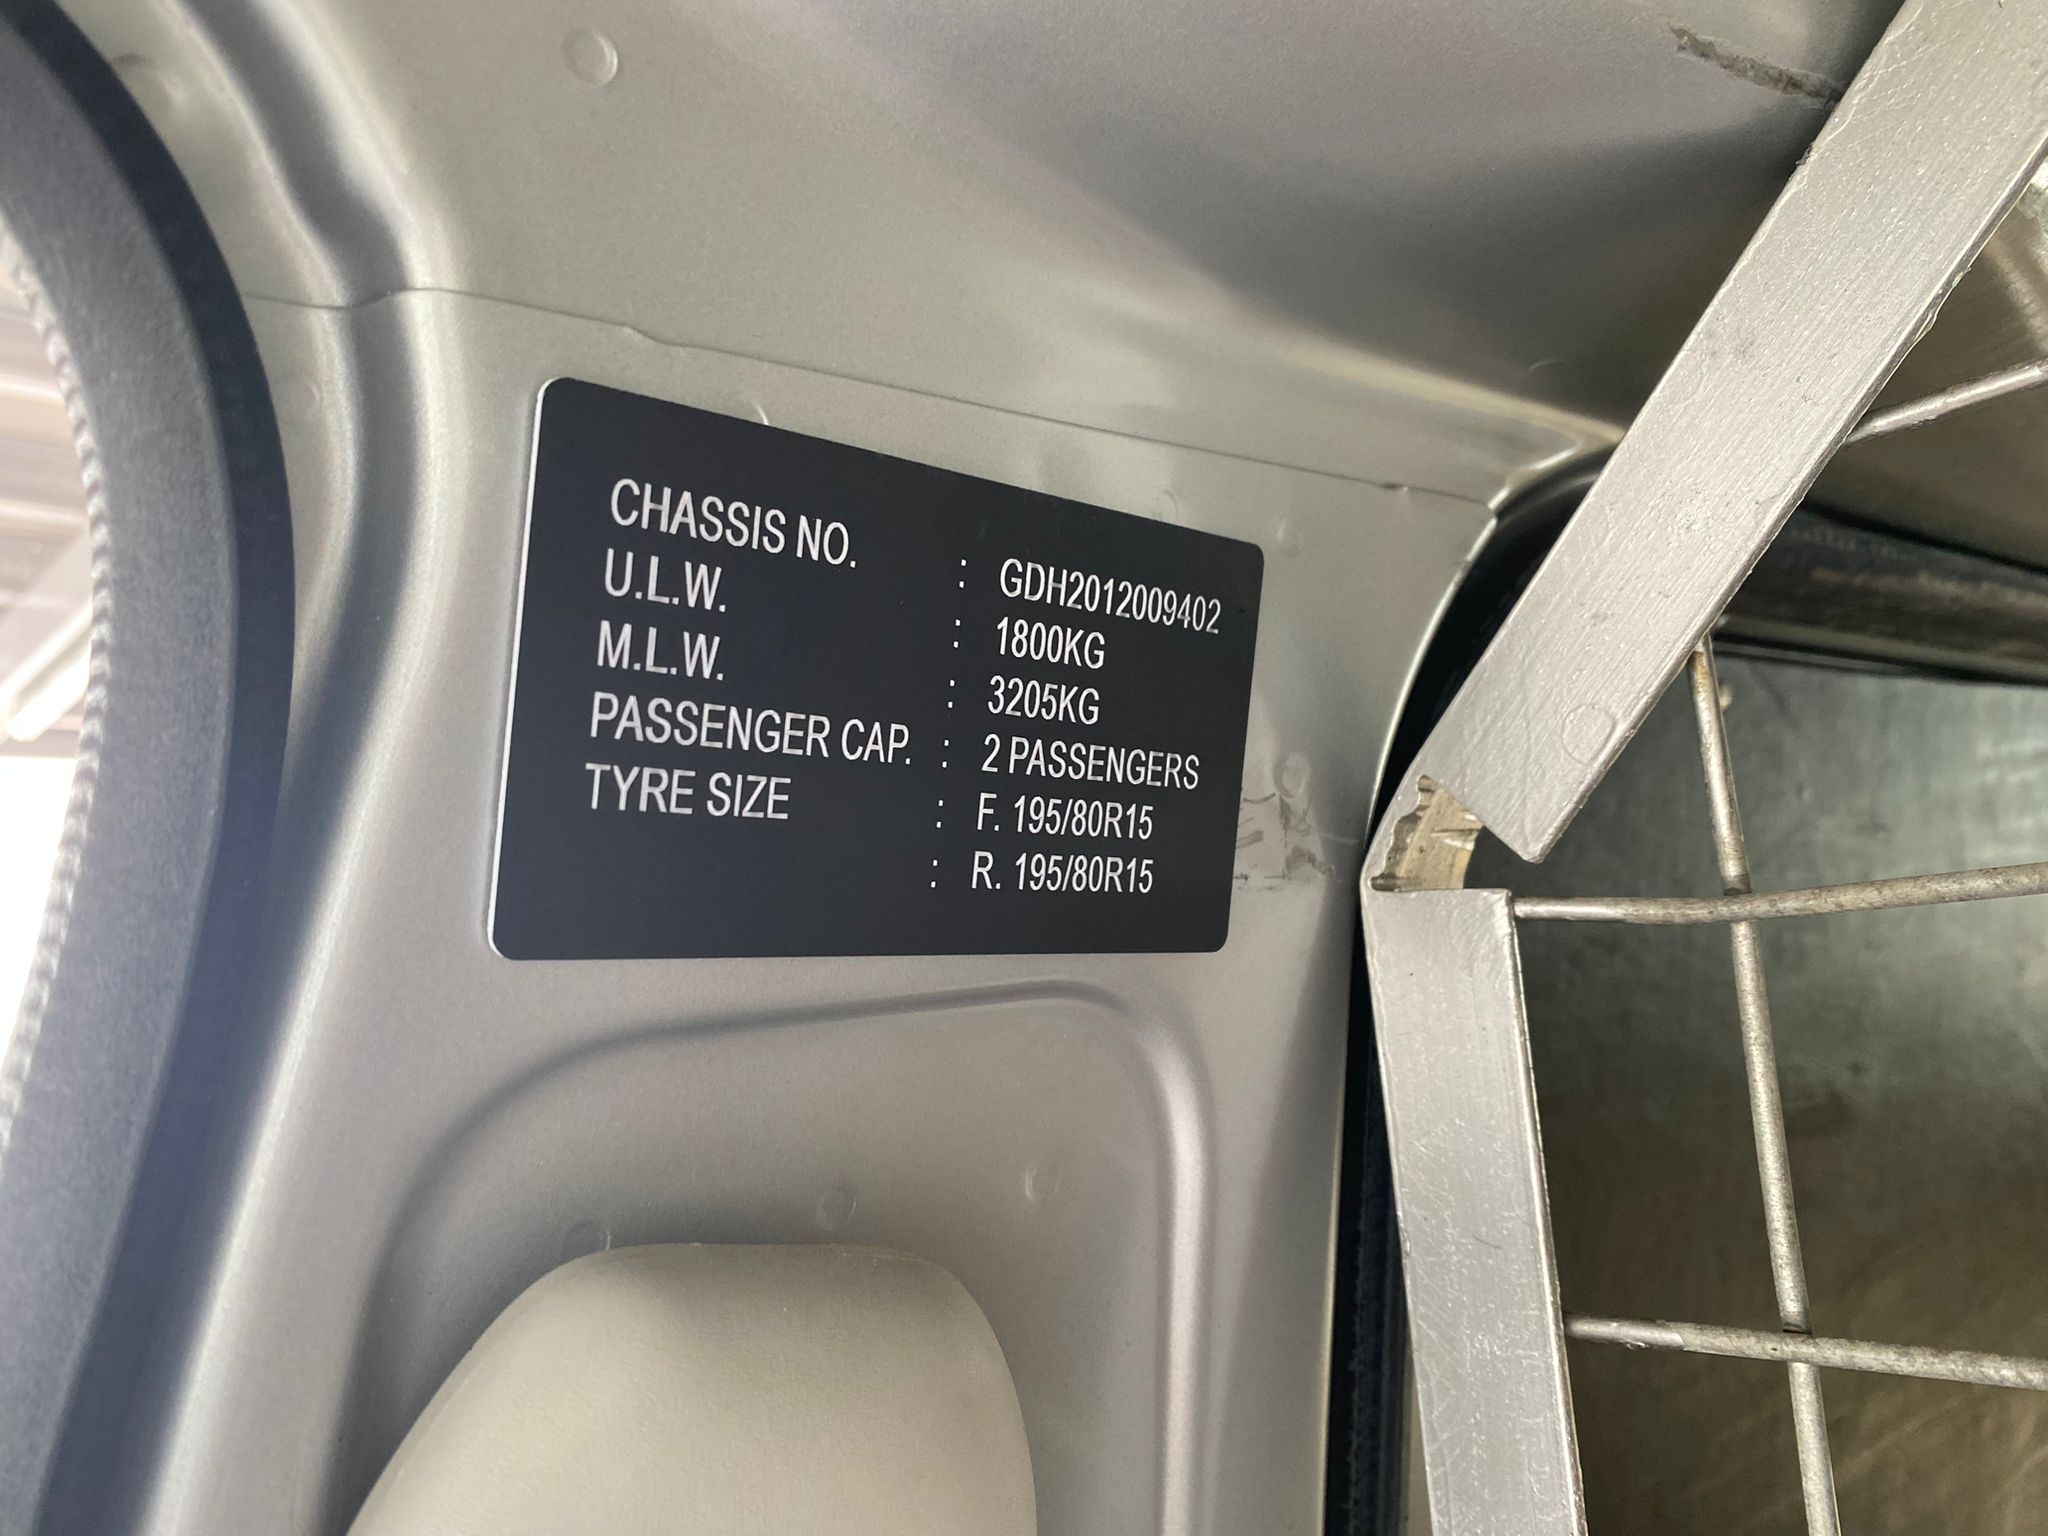 CHASSIS NO. : GDH2012009402
U.L.W. : 1800KG
M.L.W. : 3205KG
PASSENGER CAP. : 2 PASSENGERS
TYRE SIZE : F. 195/80R15
: R. 195/80R15